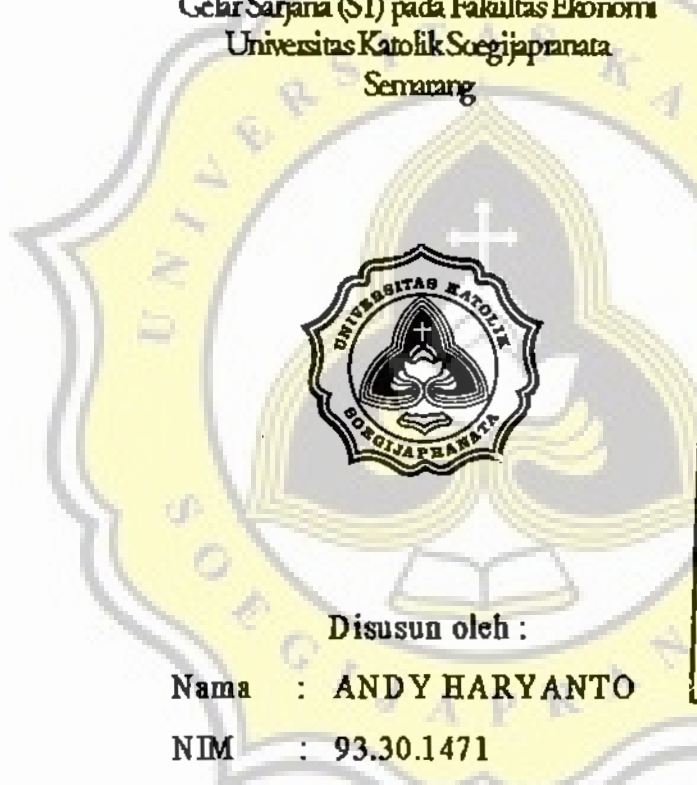 Gelar Sarjana (S1) pada Fakultas Ekonomi
Universitas Katolik Soegijapranata
Semarang
UNIVERSITAS KATOLIK
SOEGIJAPRANATA
Disusun oleh :
Nama : ANDY HARYANTO
NIM : 93.30.1471